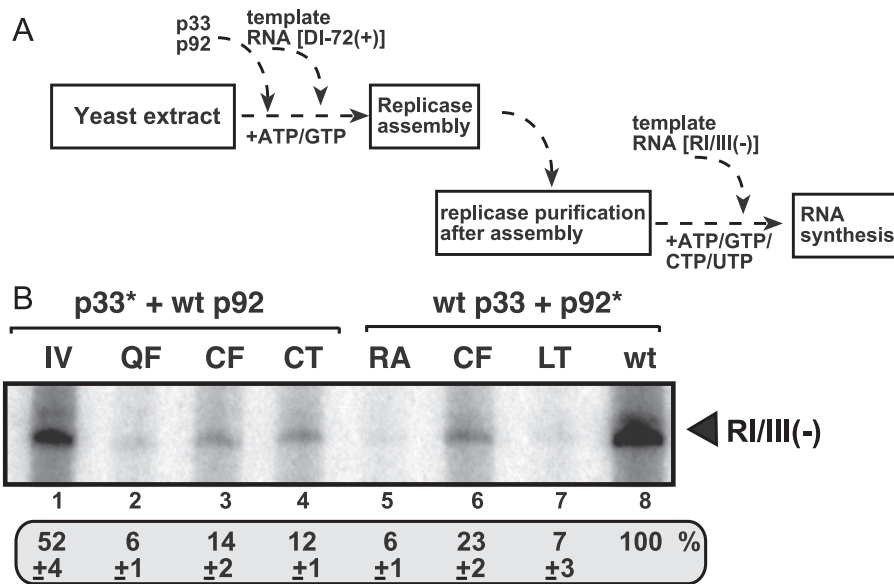 A
p33
p92
template
RNA [DI-72(+)]
Yeast extract
+ATP/GTP
Replicase
assembly
template
RNA [RI/III(-)]
replicase purification
after assembly
+ATP/GTP/
CTP/UTP
RNA
synthesis
B
p33* + wt p92
wt p33 + p92*
IV QF CF CT RA CF LT wt
RI/III(-)
1 2 3 4 5 6 7 8
52 6 14 12 6 23 7 100 %
±4 ±1 ±2 ±1 ±1 ±2 ±3